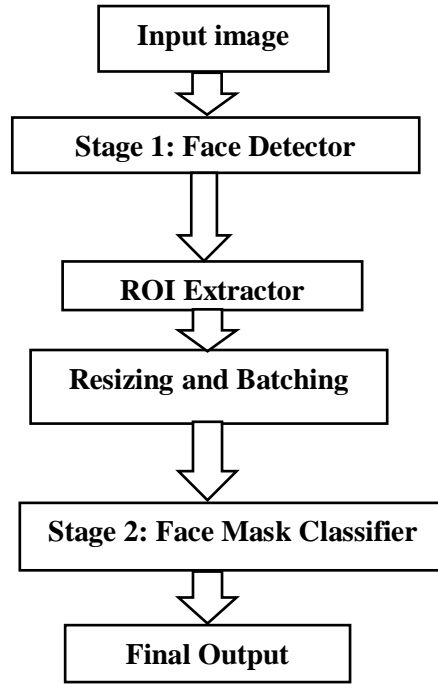 Input image
Stage 1: Face Detector
ROI Extractor
Resizing and Batching
Stage 2: Face Mask Classifier
Final Output